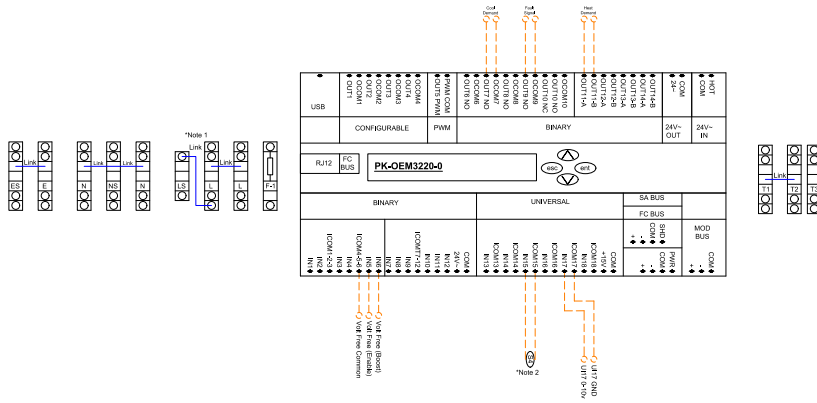 Cool
Demand
Fault
Signal
Heat
Demand
OUT1
OCOM1
OUT2
OCOM2
OUT3
OCOM3
OUT4
OCOM4
OUT5 PWM
PWM COM
OUT6 NO
OCOM6
OUT7 NO
OCOM7
OUT8 NO
OCOM8
OUT9 NO
OCOM9
OUT10 NC
OUT10 NO
OCOM10
OUT11-A
OUT11-B
OUT12-A
OUT12-B
OUT13-A
OUT13-B
OUT14-A
OUT14-B
24~
COM
COM
HOT
USB
CONFIGURABLE
PWM
BINARY
24V~
OUT
24V~
IN
*Note 1
Link
Link
Link
Link
Link
ES
E
N
NS
N
LS
L
L
F-1
RJ12
FC
BUS
PK-OEM3220-0
esc
ent
Link
T1
T2
T3
BINARY
UNIVERSAL
SA BUS
FC BUS
MOD
BUS
+
-
COM
SHD
IN1
IN2
ICOM1-2-3
IN3
IN4
ICOM4-5-6
IN5
IN6
IN7
IN8
IN9
ICOM77-12
IN10
IN11
IN12
24V~
COM
IN13
ICOM13
IN14
ICOM14
IN15
ICOM15
IN16
ICOM16
IN17
ICOM17
IN18
ICOM18
+15V
COM
+
-
COM
PWR
+
-
COM
Volt Free Common
Volt Free (Enable)
Volt Free (Boost)
*Note 2
UI17 0-10v
UI17 GND